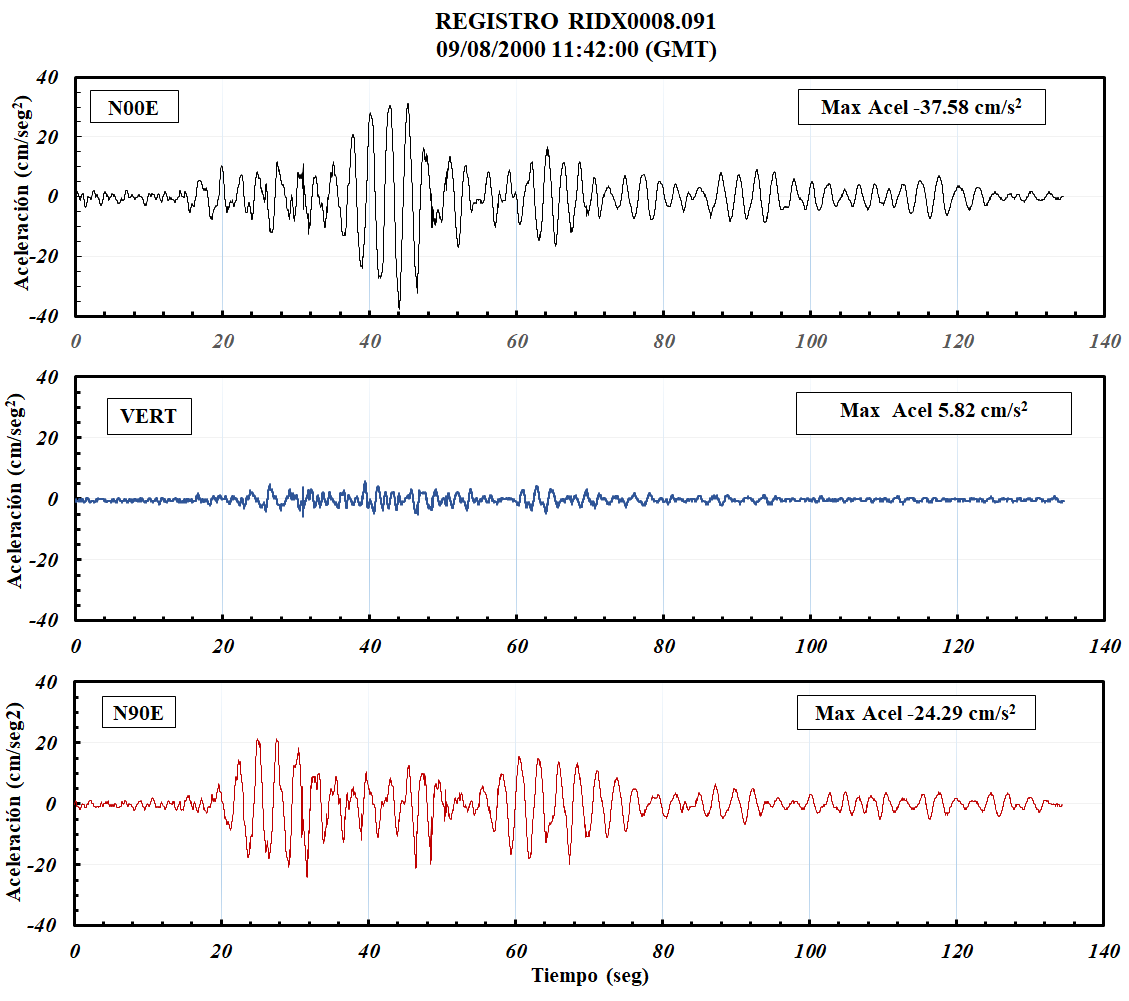 REGISTRO RIDX0008.091
09/08/2000 11:42:00 (GMT)
Aceleración (cm/seg²)
40
20
0
-20
-40
N00E
Max Acel -37.58 cm/s²
0 20 40 60 80 100 120 140
Aceleración (cm/seg²)
40
20
0
-20
-40
VERT
Max Acel 5.82 cm/s²
0 20 40 60 80 100 120 140
Aceleración (cm/seg2)
40
20
0
-20
-40
N90E
Max Acel -24.29 cm/s²
0 20 40 60 80 100 120 140
Tiempo (seg)